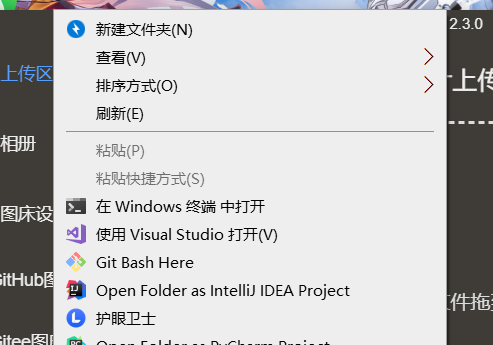 新建文件夹(N)
2.3.0
查看(V)
上传区
上传
排序方式(O)
刷新(E)
相册
粘贴(P)
粘贴快捷方式(S)
在 Windows 终端 中打开
图床设
使用 Visual Studio 打开(V)
Git Bash Here
GitHub图
Open Folder as IntelliJ IDEA Project
件拖
护眼卫士
Gitee图
Open Folder as PyCharm Project